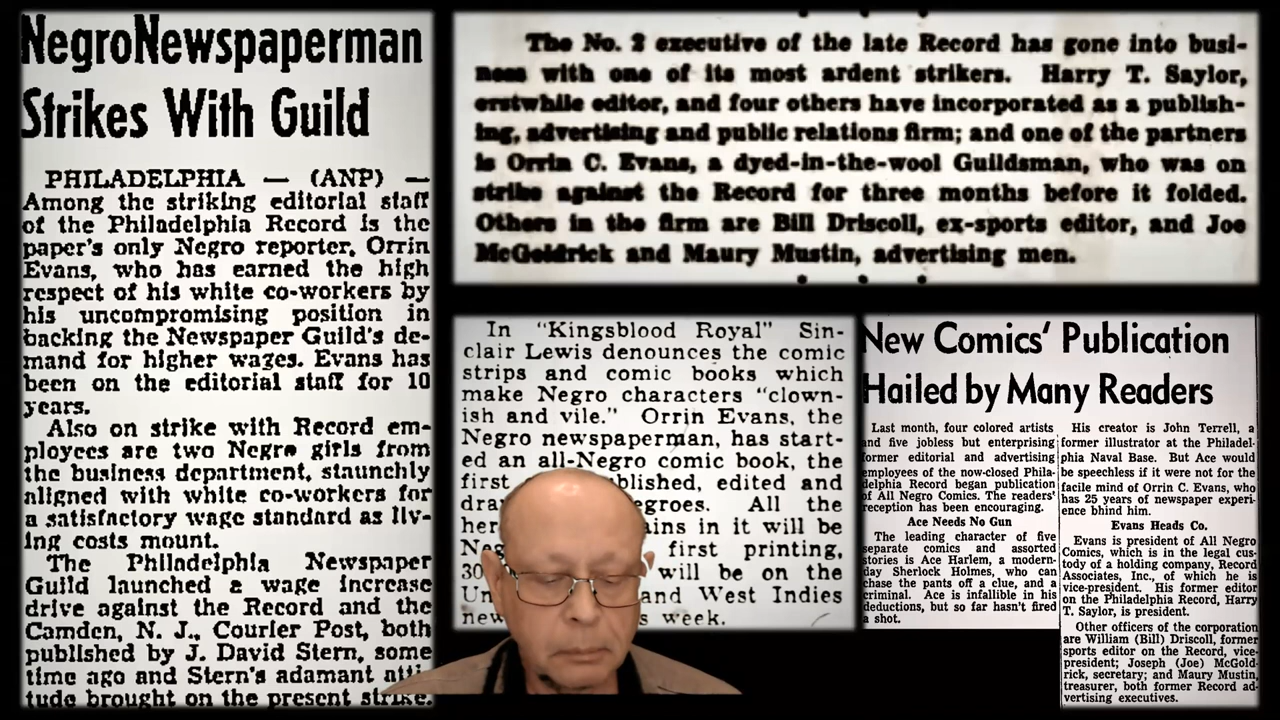 NegroNewspaperman
Strikes With Guild
PHILADELPHIA — (ANP) —
Among the striking editorial staff
of the Philadelphia Record is the
paper's only Negro reporter, Orrin
Evans, who has earned the high
respect of his white co-workers by
his uncompromising position in
backing the Newspaper Guild's de-
mand for higher wages. Evans has
been on the editorial staff for 10
years.
Also on strike with Record em-
ployees are two Negro girls from
the business department, staunchly
aligned with white co-workers for
a satisfactory wage standard as liv-
ing costs mount.
The Philadelphia Newspaper
Guild launched a wage increase
drive against the Record and the
Camden, N. J., Courier Post, both
published by J. David Stern, some
time ago and Stern's adamant atti-
tude brought on the present strike.
The No. 2 executive of the late Record has gone into busi-
ness with one of its most ardent strikers. Harry T. Saylor,
erstwhile editor, and four others have incorporated as a publish-
ing, advertising and public relations firm; and one of the partners
is Orrin C. Evans, a dyed-in-the-wool Guildsman, who was on
strike against the Record for three months before it folded.
Others in the firm are Bill Driscoll, ex-sports editor, and Joe
McGoldrick and Maury Mustin, advertising men.
In "Kingsblood Royal" Sin-
clair Lewis denounces the comic
strips and comic books which
make Negro characters "clown-
ish and vile." Orrin Evans, the
Negro newspaperman, has start-
ed an all-Negro comic book, the
first blished, edited and
egroes. All the
ains in it will be
first printing,
30 will be on the
and West Indies
week.
New Comics' Publication
Hailed by Many Readers
Last month, four colored artists
and five jobless but enterprising
former editorial and advertising
employees of the now-closed Phila-
delphia Record began publication
of All Negro Comics. The readers'
reception has been encouraging.
Ace Needs No Gun
The leading character of five
separate comics and assorted
stories is Ace Harlem, a modern-
day Sherlock Holmes, who can
chase the pants off a clue, and a
criminal. Ace is infallible in his
deductions, but so far hasn't fired
a shot.
His creator is John Terrell, a
former illustrator at the Philadel-
phia Naval Base. But Ace would
be speechless if it were not for the
facile mind of Orrin C. Evans, who
has 25 years of newspaper experi-
ence bhind him.
Evans Heads Co.
Evans is president of All Negro
Comics, which is in the legal cus-
tody of a holding company, Record
Associates, Inc., of which he is
vice-president. His former editor
on the Philadelphia Record, Harry
T. Saylor, is president.
Other officers of the corporation
are William (Bill) Driscoll, former
sports editor on the Record, vice-
president; Joseph (Joe) McGold-
rick, secretary; and Maury Mustin,
treasurer, both former Record ad-
vertising executives.